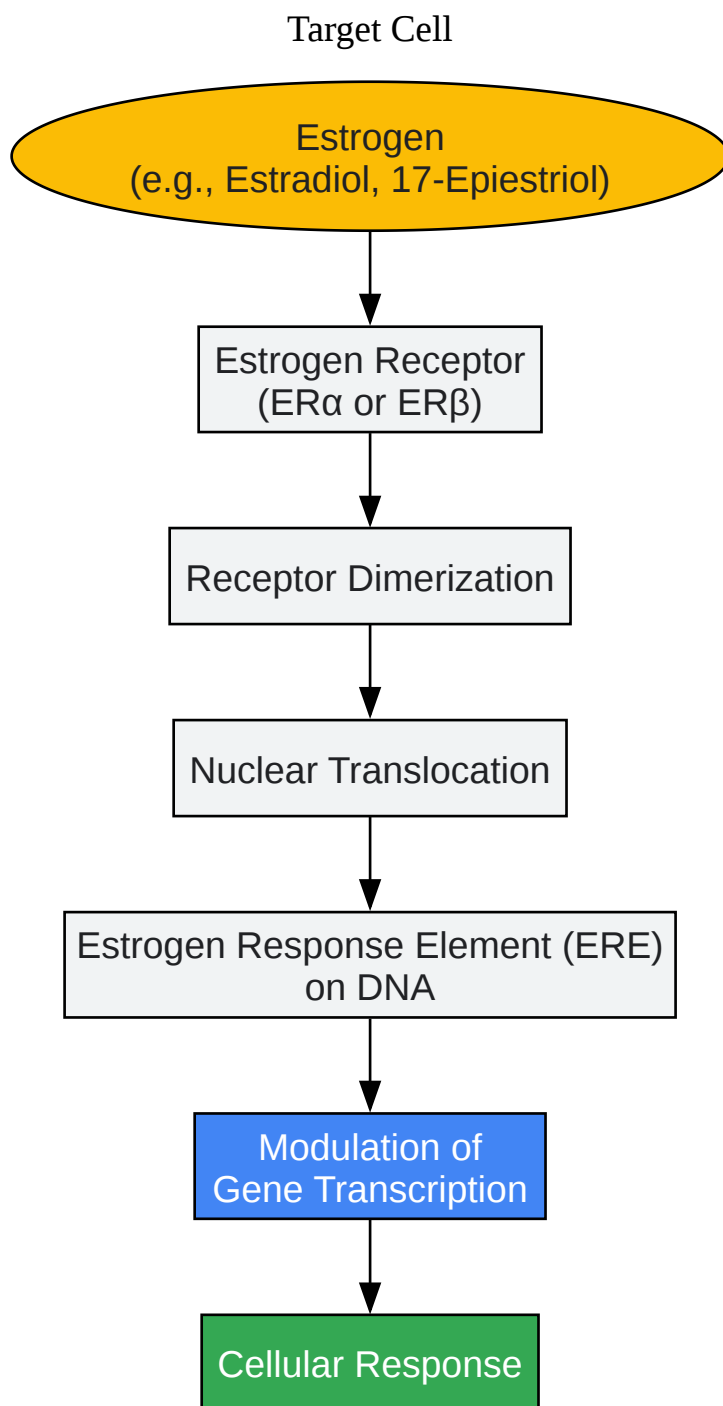 Target Cell
Estrogen
(e.g., Estradiol, 17-Epiestriol)
Estrogen Receptor
(ERα or ERβ)
Receptor Dimerization
Nuclear Translocation
Estrogen Response Element (ERE)
on DNA
Modulation of
Gene Transcription
Cellular Response